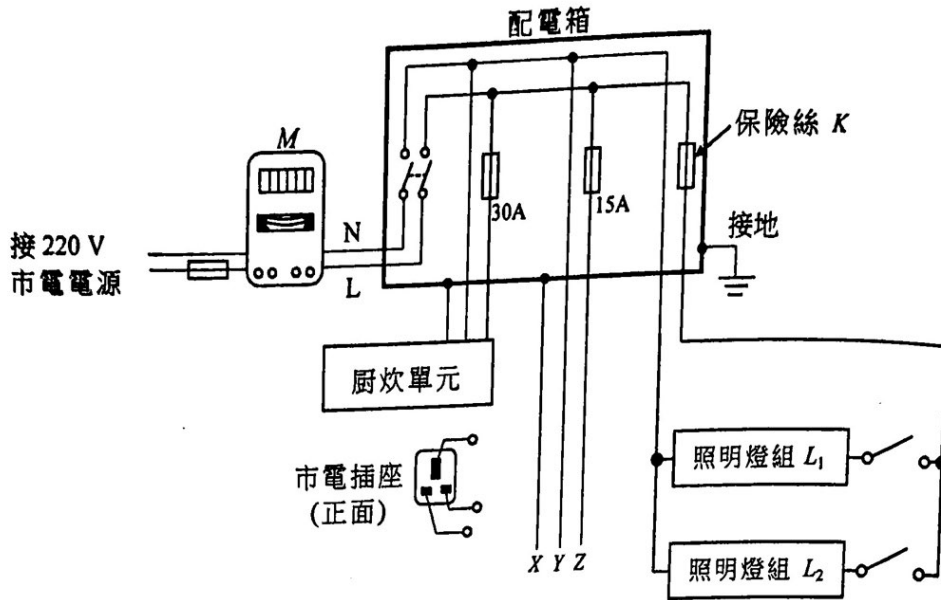 配電箱
M
保險絲 K
30A
15A
接地
N
L
接 220 V
市電電源
厨炊單元
市電插座
(正面)
照明燈組 L₁
照明燈組 L₂
X Y Z